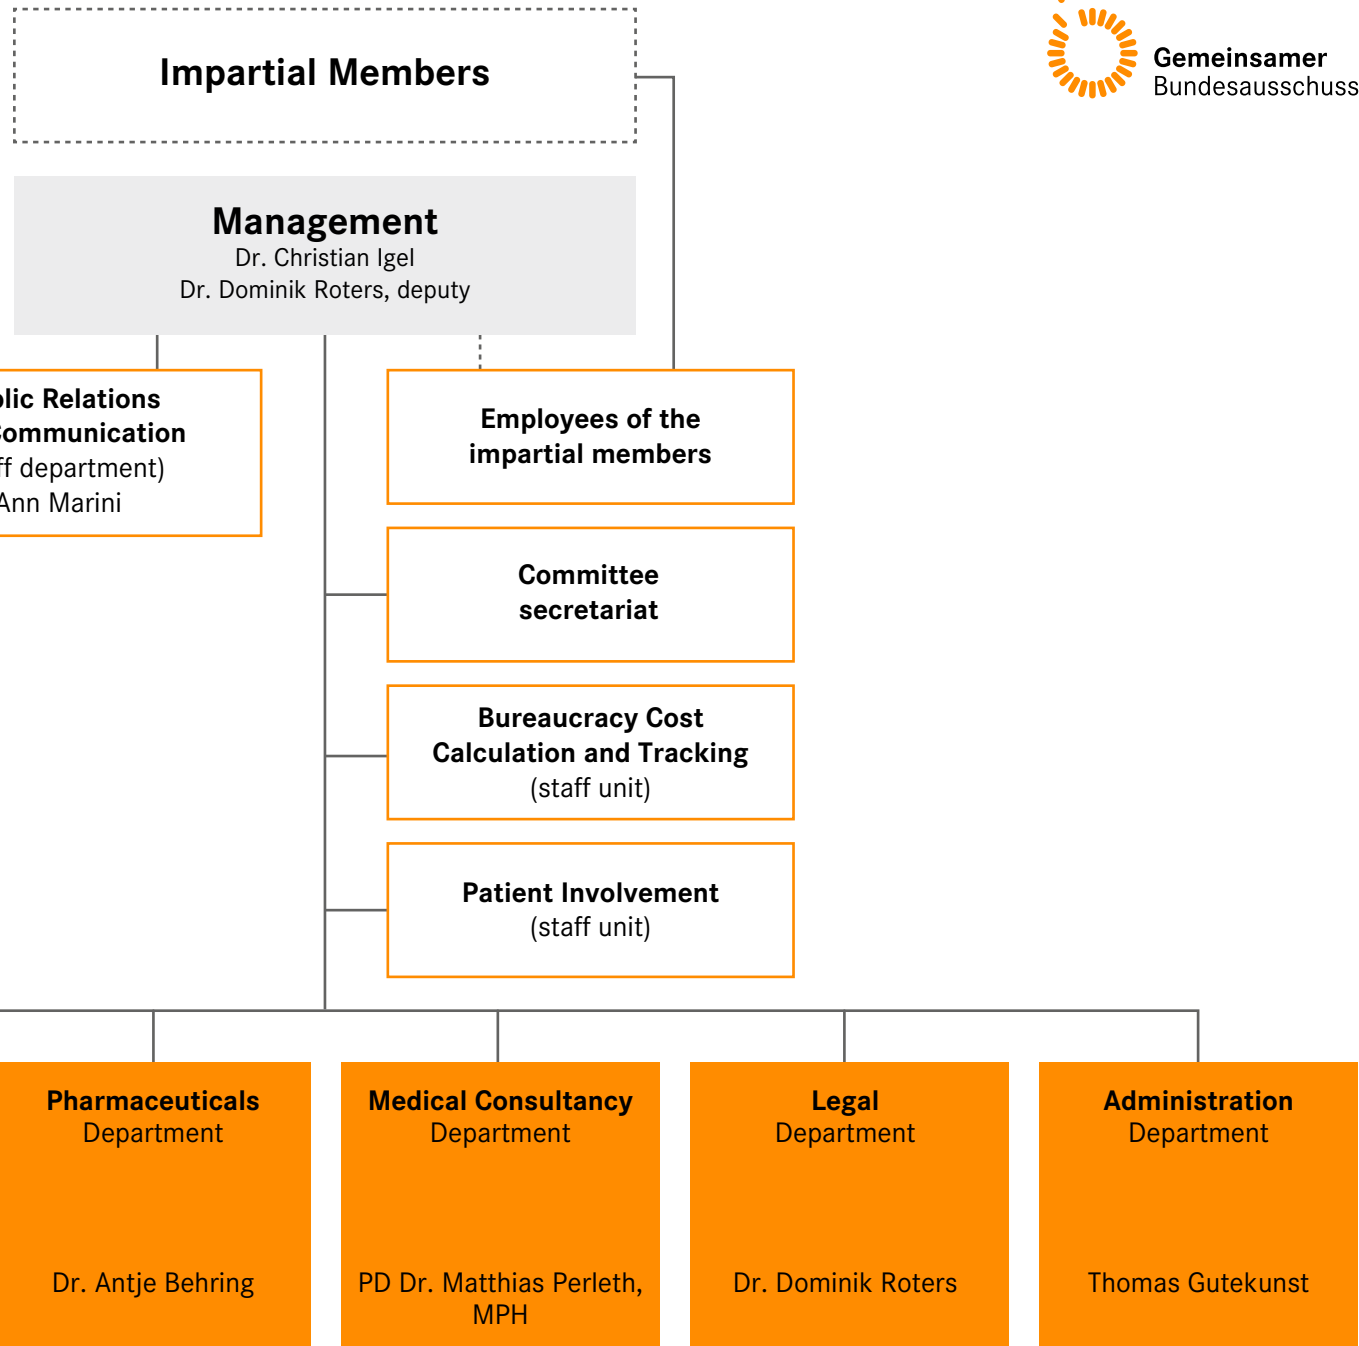 Gemeinsamer
Bundesausschuss
Impartial Members
Management
Dr. Christian Igel
Dr. Dominik Roters, deputy
Relations
Communication
department)
Ann Marini
Employees of the
impartial members
Committee
secretariat
Bureaucracy Cost
Calculation and Tracking
(staff unit)
Patient Involvement
(staff unit)
Pharmaceuticals
Department
Dr. Antje Behring
Medical Consultancy
Department
PD Dr. Matthias Perleth,
MPH
Legal
Department
Dr. Dominik Roters
Administration
Department
Thomas Gutekunst